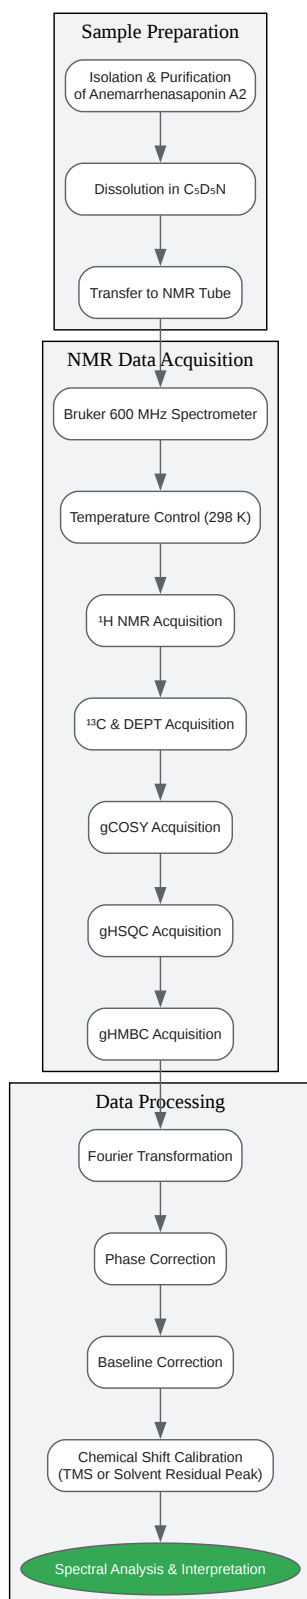 Sample Preparation
Isolation & Purification
of Anemarrhenasaponin A2
Dissolution in C₅D₅N
Transfer to NMR Tube
NMR Data Acquisition
Bruker 600 MHz Spectrometer
Temperature Control (298 K)
¹H NMR Acquisition
¹³C & DEPT Acquisition
gCOSY Acquisition
gHSQC Acquisition
gHMBC Acquisition
Data Processing
Fourier Transformation
Phase Correction
Baseline Correction
Chemical Shift Calibration
(TMS or Solvent Residual Peak)
Spectral Analysis & Interpretation